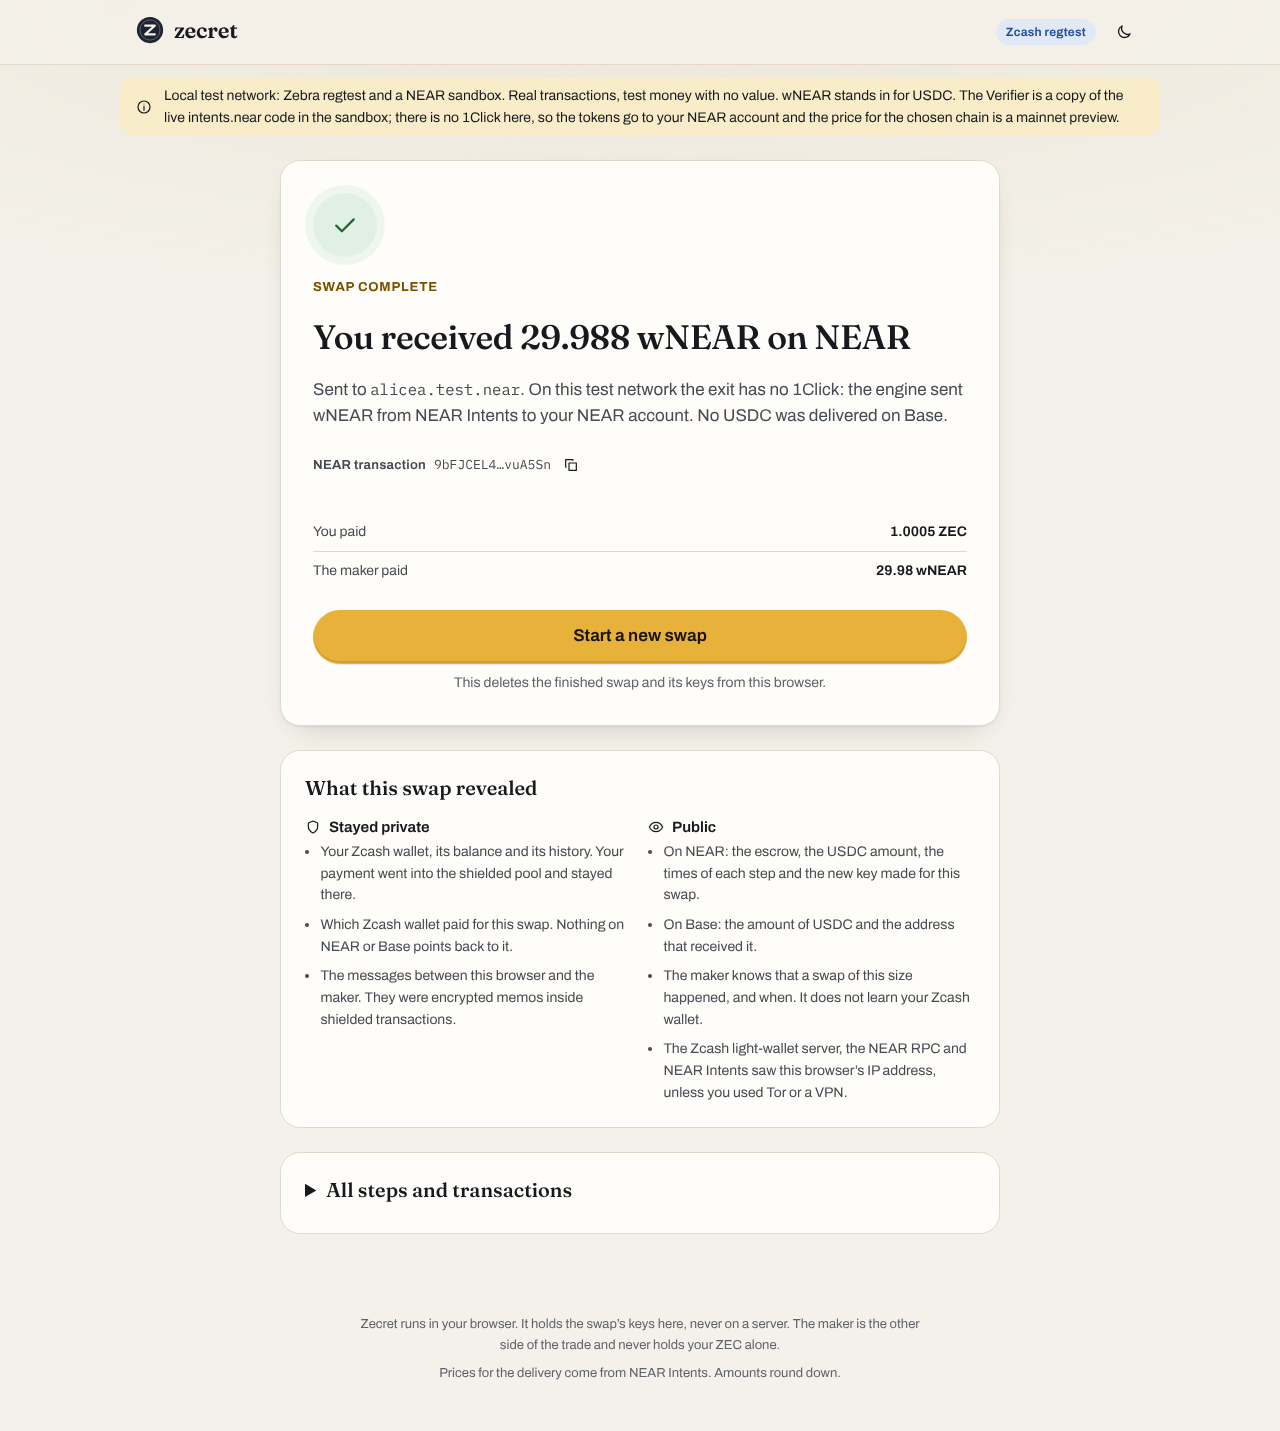 zecret
Zcash regtest
Local test network: Zebra regtest and a NEAR sandbox. Real transactions, test money with no value. wNEAR stands in for USDC. The Verifier is a copy of the
live intents.near code in the sandbox; there is no 1Click here, so the tokens go to your NEAR account and the price for the chosen chain is a mainnet preview.
SWAP COMPLETE
You received 29.988 wNEAR on NEAR
Sent to alicea.test.near. On this test network the exit has no 1Click: the engine sent
wNEAR from NEAR Intents to your NEAR account. No USDC was delivered on Base.
NEAR transaction 9bFJCEL4…vuA5Sn
You paid 1.0005 ZEC
The maker paid 29.98 wNEAR
Start a new swap
This deletes the finished swap and its keys from this browser.
What this swap revealed
Stayed private
• Your Zcash wallet, its balance and its history. Your
payment went into the shielded pool and stayed
there.
• Which Zcash wallet paid for this swap. Nothing on
NEAR or Base points back to it.
• The messages between this browser and the
maker. They were encrypted memos inside
shielded transactions.
Public
• On NEAR: the escrow, the USDC amount, the
times of each step and the new key made for this
swap.
• On Base: the amount of USDC and the address
that received it.
• The maker knows that a swap of this size
happened, and when. It does not learn your Zcash
wallet.
• The Zcash light-wallet server, the NEAR RPC and
NEAR Intents saw this browser’s IP address,
unless you used Tor or a VPN.
All steps and transactions
Zecret runs in your browser. It holds the swap’s keys here, never on a server. The maker is the other
side of the trade and never holds your ZEC alone.
Prices for the delivery come from NEAR Intents. Amounts round down.